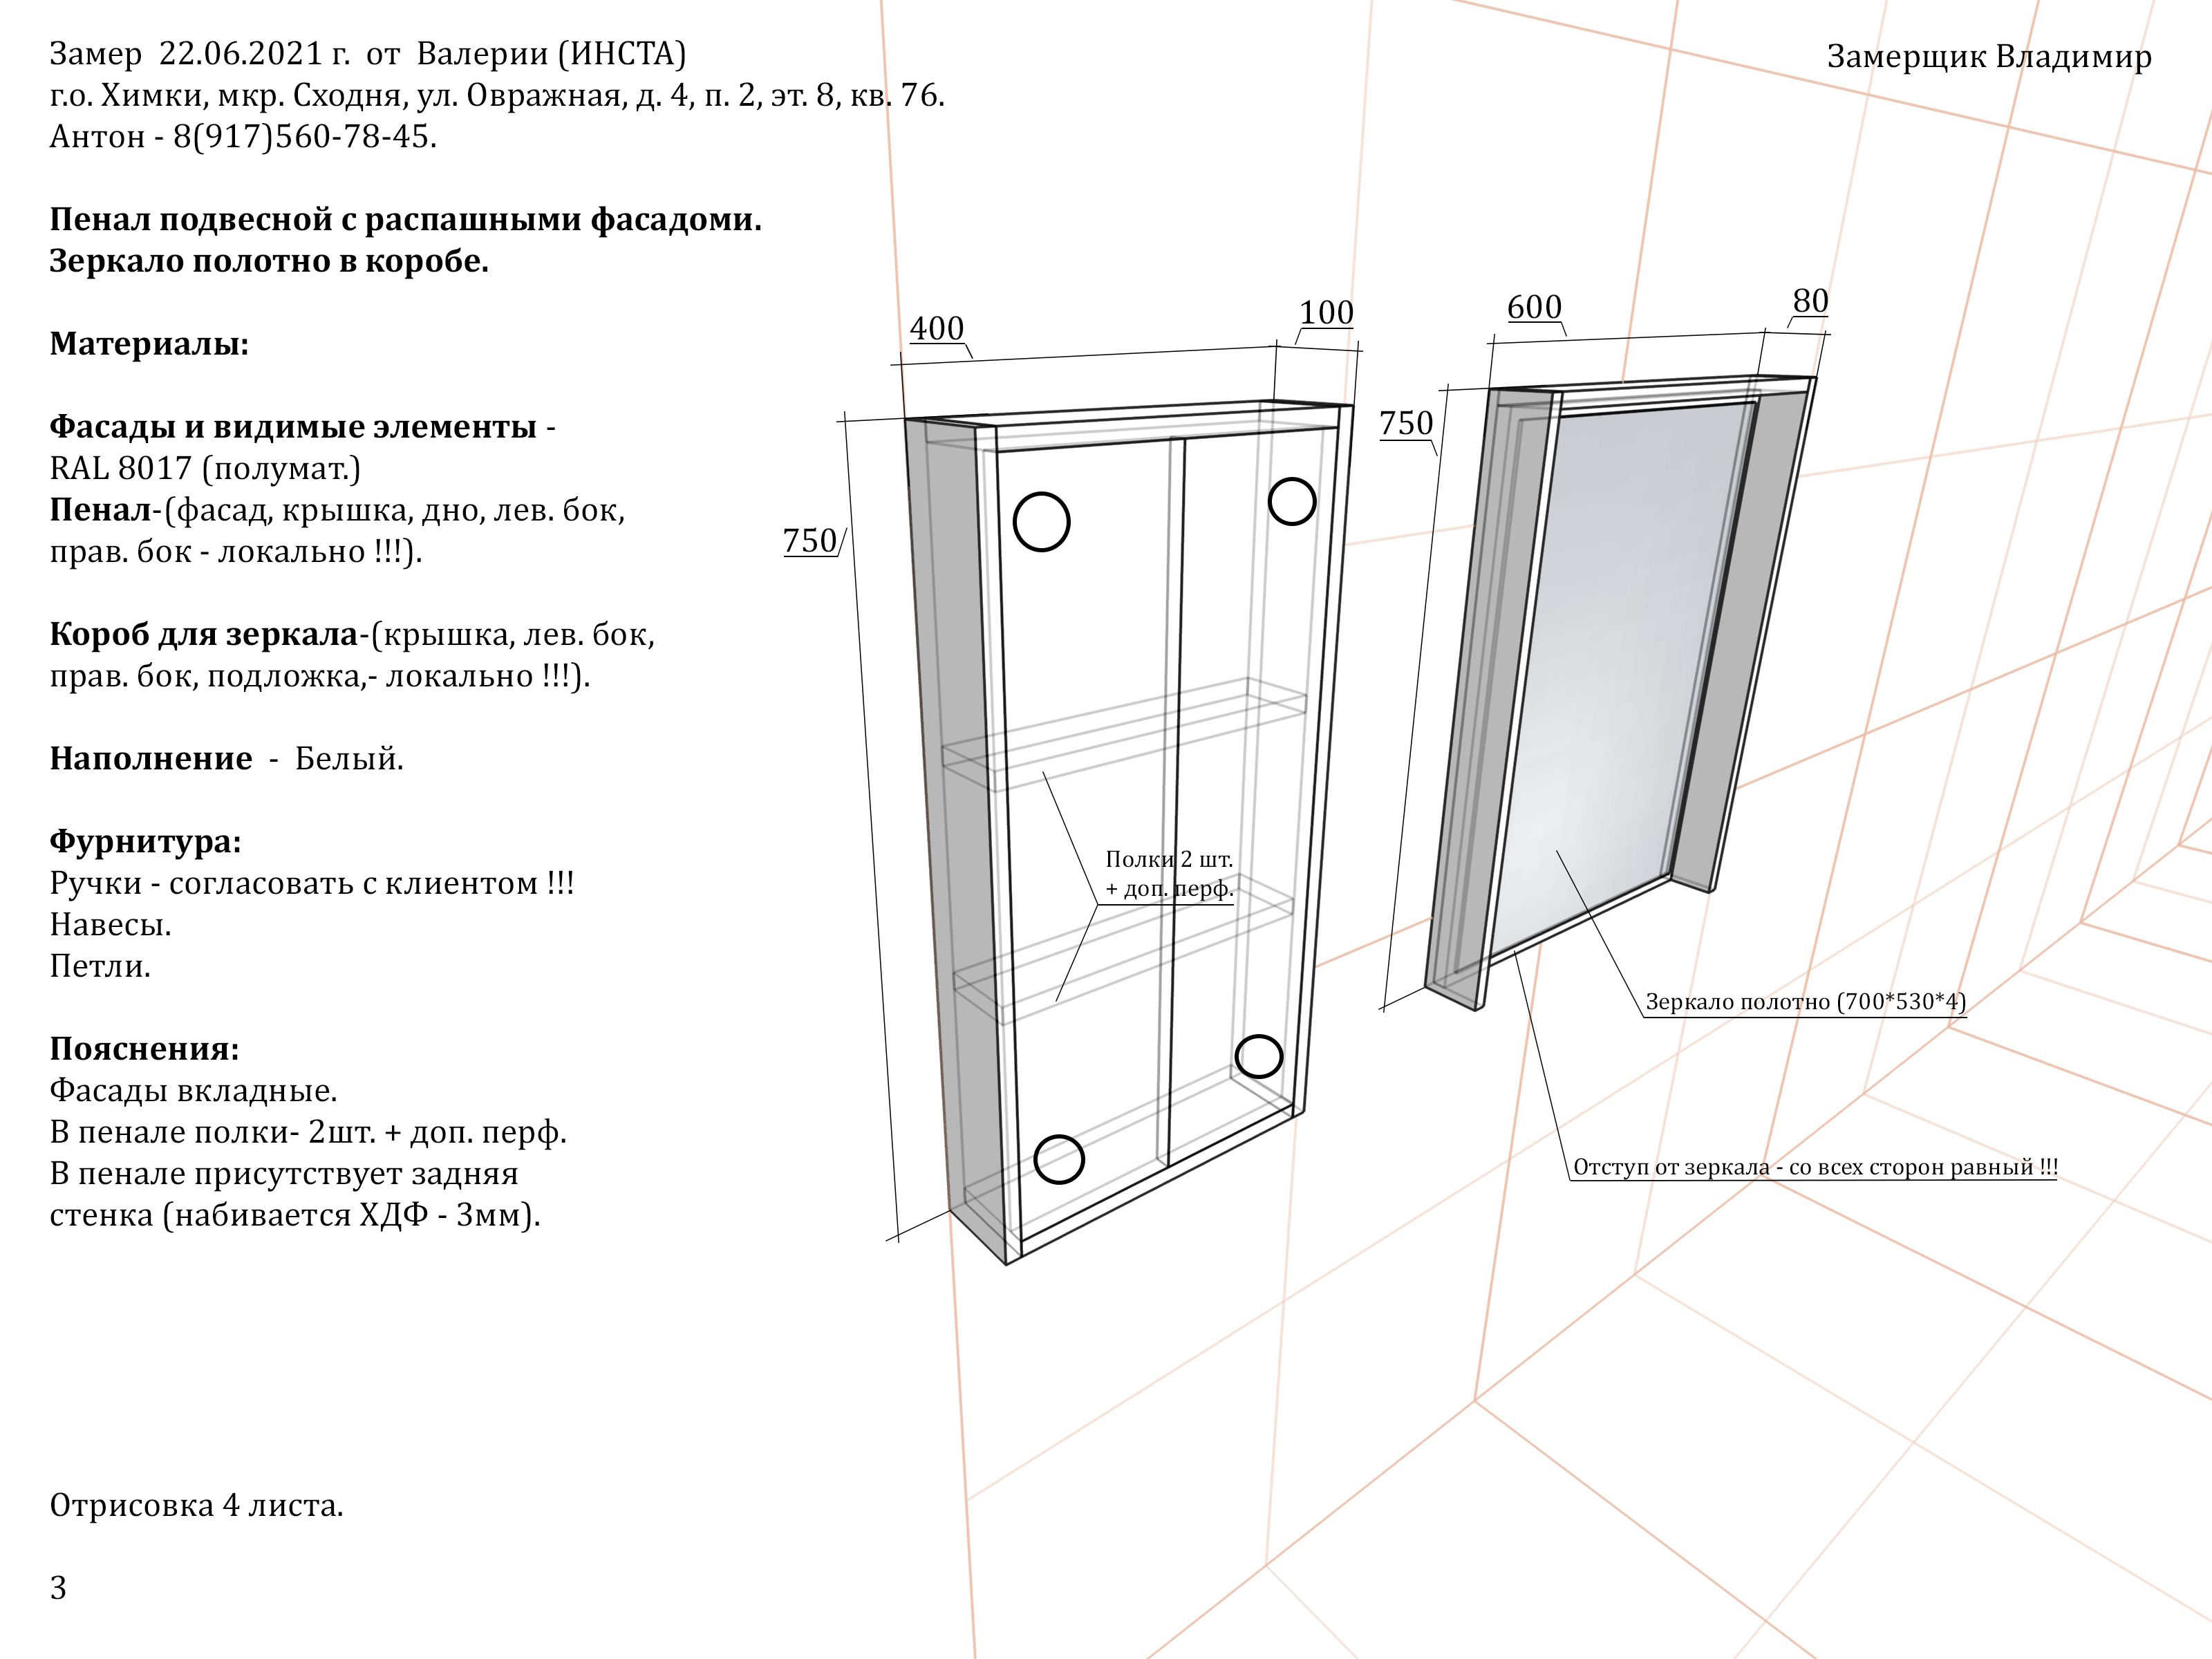 Замер 22.06.2021 г. от Валерии (ИНСТА)
г.о. Химки, мкр. Сходня, ул. Овражная, д. 4, п. 2, эт. 8, кв. 76.
Антон - 8(917)560-78-45.
Замерщик Владимир
Пенал подвесной с распашными фасадоми.
Зеркало полотно в коробе.
Материалы:
Фасады и видимые элементы -
RAL 8017 (полумат.)
Пенал-(фасад, крышка, дно, лев. бок,
прав. бок - локально !!!).
Короб для зеркала-(крышка, лев. бок,
прав. бок, подложка,- локально !!!).
Наполнение - Белый.
Фурнитура:
Ручки - согласовать с клиентом !!!
Навесы.
Петли.
Пояснения:
Фасады вкладные.
В пенале полки- 2шт. + доп. перф.
В пенале присутствует задняя
стенка (набивается ХДФ - 3мм).
Отрисовка 4 листа.
3
400
100
750
Полки 2 шт.
+ доп. перф.
600
80
750
Зеркало полотно (700*530*4)
Отступ от зеркала - со всех сторон равный !!!